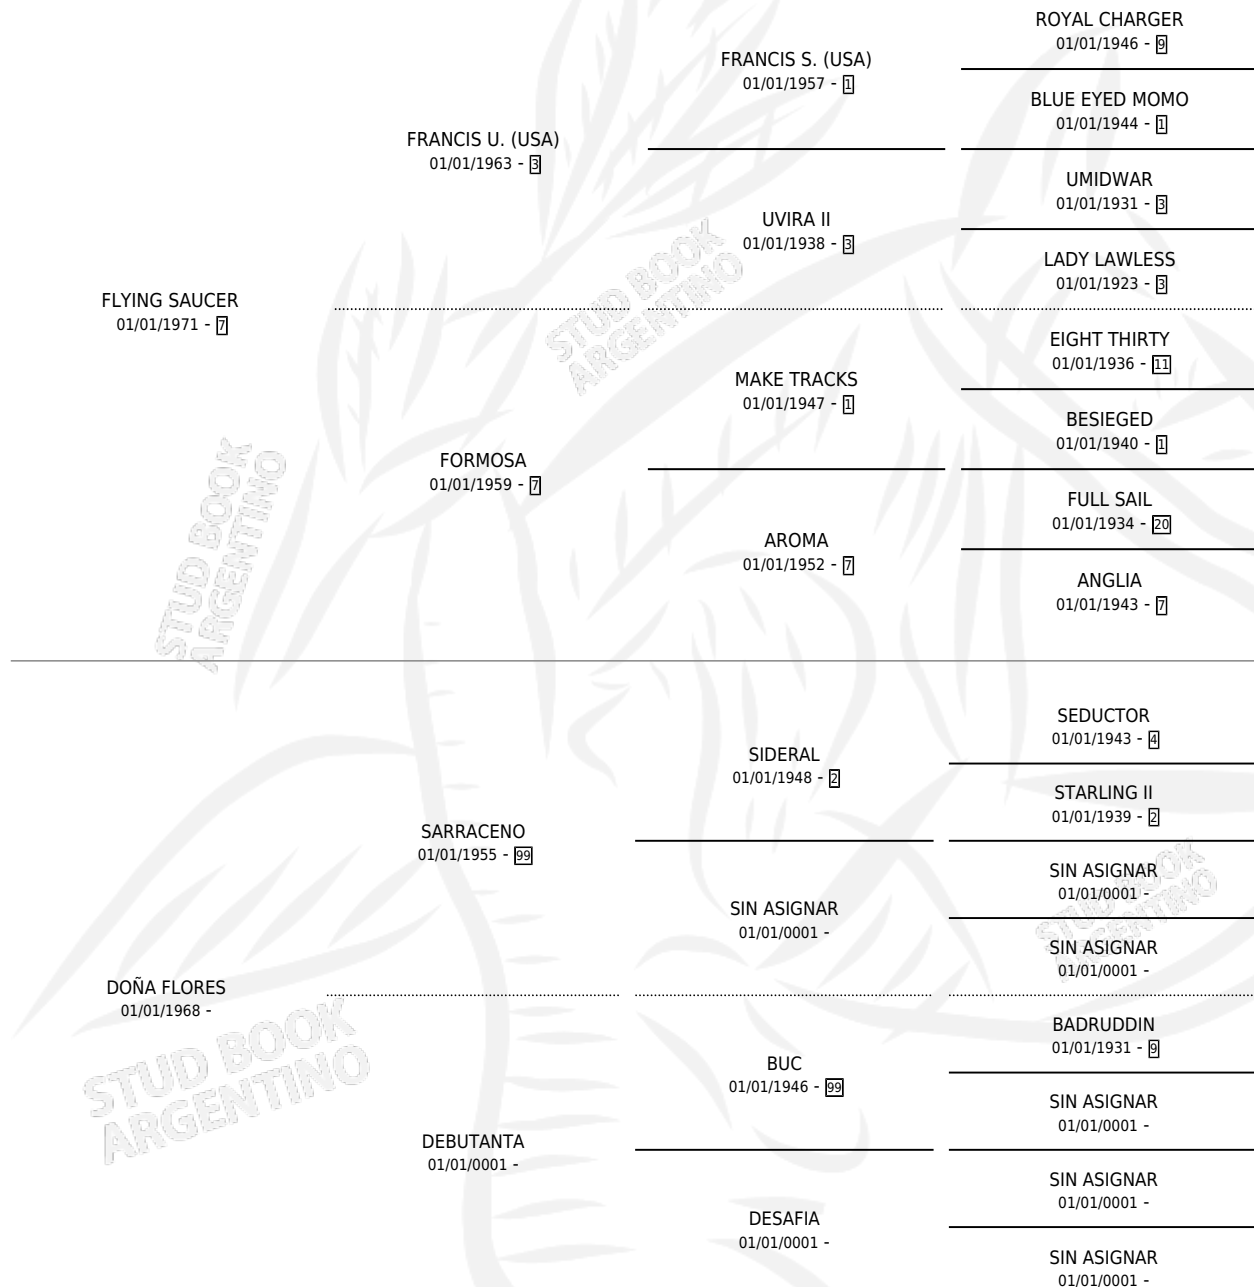 FLYING SAUCER
01/01/1971 - 7
FRANCIS U. (USA)
01/01/1963 - 3
FORMOSA
01/01/1959 - 7
FRANCIS S. (USA)
01/01/1957 - 1
UVIRA II
01/01/1938 - 3
MAKE TRACKS
01/01/1947 - 1
AROMA
01/01/1952 - 7
ROYAL CHARGER
01/01/1946 - 9
BLUE EYED MOMO
01/01/1944 - 1
UMIDWAR
01/01/1931 - 3
LADY LAWLESS
01/01/1923 - 3
EIGHT THIRTY
01/01/1936 - 11
BESIEGED
01/01/1940 - 1
FULL SAIL
01/01/1934 - 20
ANGLIA
01/01/1943 - 7
DOÑA FLORES
01/01/1968 -
SARRACENO
01/01/1955 - 99
DEBUTANTA
01/01/0001 -
SIDERAL
01/01/1948 - 2
SIN ASIGNAR
01/01/0001 -
BUC
01/01/1946 - 99
DESAFIA
01/01/0001 -
SEDUCTOR
01/01/1943 - 4
STARLING II
01/01/1939 - 2
SIN ASIGNAR
01/01/0001 -
SIN ASIGNAR
01/01/0001 -
BADRUDDIN
01/01/1931 - 9
SIN ASIGNAR
01/01/0001 -
SIN ASIGNAR
01/01/0001 -
SIN ASIGNAR
01/01/0001 -
STUD BOOK
ARGENTINO
STUD BOOK
ARGENTINO
STUD BOOK
ARGENTINO
STUD BOOK
ARGENTINO